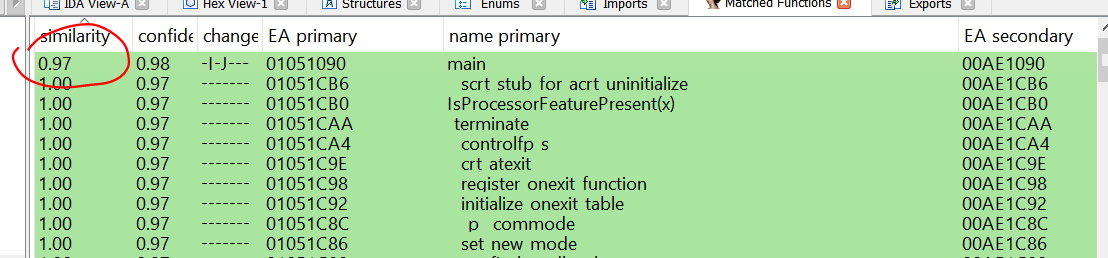 IDA View-A Hex View-1 Structures Enums Imports Matched Functions Exports
similarity confide change EA primary name primary EA secondary
0.97 0.98 -I-J--- 01051090 main 00AE1090
1.00 0.97 ------- 01051CB6 scrt stub for acrt uninitialize 00AE1CB6
1.00 0.97 ------- 01051CB0 IsProcessorFeaturePresent(x) 00AE1CB0
1.00 0.97 ------- 01051CAA terminate 00AE1CAA
1.00 0.97 ------- 01051CA4 controlfp s 00AE1CA4
1.00 0.97 ------- 01051C9E crt atexit 00AE1C9E
1.00 0.97 ------- 01051C98 register onexit function 00AE1C98
1.00 0.97 ------- 01051C92 initialize onexit table 00AE1C92
1.00 0.97 ------- 01051C8C p commode 00AE1C8C
1.00 0.97 ------- 01051C86 set new mode 00AE1C86